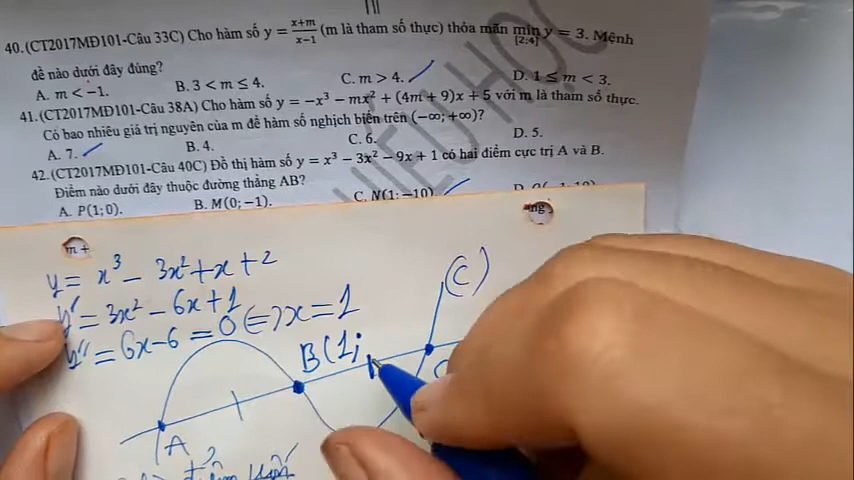 40.(CT2017MĐ101-Câu 33C) Cho hàm số y = \frac{x+m}{x-1} (m là tham số thực) thỏa mãn min_{[2;4]} y = 3. Mệnh
đề nào dưới đây đúng?
A. m < −1. B. 3 < m ≤ 4. C. m > 4. D. 1 ≤ m < 3.
41.(CT2017MĐ101-Câu 38A) Cho hàm số y = −x³ − mx² + (4m + 9)x + 5 với m là tham số thực.
Có bao nhiêu giá trị nguyên của m để hàm số nghịch biến trên (−∞; +∞)?
A. 7. B. 4. C. 6. D. 5.
42.(CT2017MĐ101-Câu 40C) Đồ thị hàm số y = x³ − 3x² − 9x + 1 có hai điểm cực trị A và B.
Điểm nào dưới đây thuộc đường thẳng AB?
A. P(1; 0). B. M(0; −1). C. N(1; −10).
HIỆU HỌC
m +
ng
y = x³ − 3x² + x + 2
y' = 3x² − 6x + 1
y'' = 6x − 6 = 0 ⇔ x = 1
(C)
B(1;
A